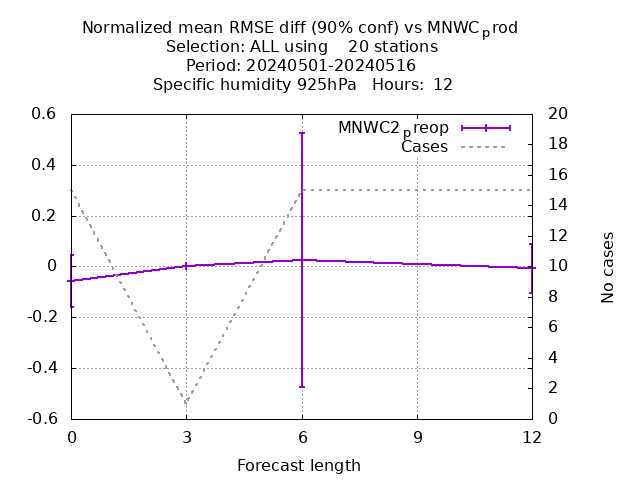 Normalized mean RMSE diff (90% conf) vs MNWCprod
Selection: ALL using 20 stations
Period: 20240501-20240516
Specific humidity 925hPa Hours: 12
MNWC2preop
Cases
0.6
0.4
0.2
0
-0.2
-0.4
-0.6
20
18
16
14
12
10
8
6
4
2
0
No cases
0 3 6 9 12
Forecast length